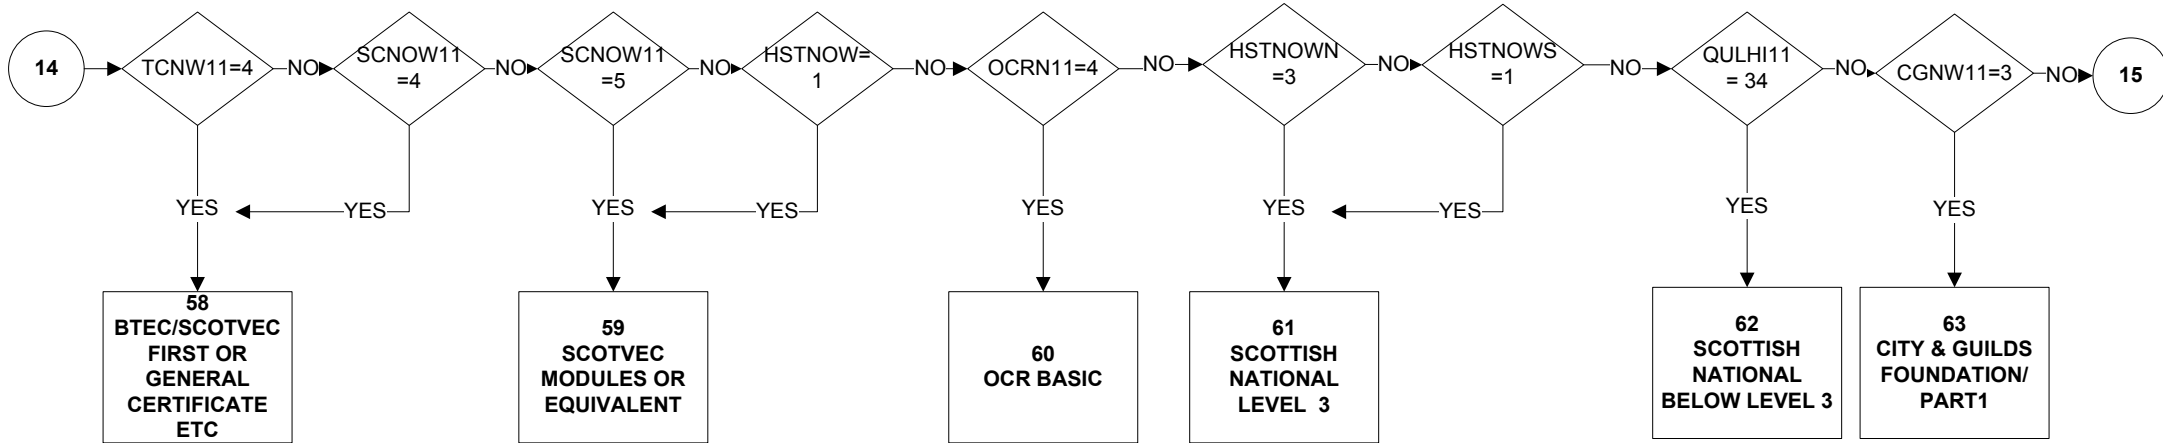 14
TCNW11=4
NO
SCNOW11
=4
NO
SCNOW11
=5
NO
HSTNOW=
1
NO
OCRN11=4
NO
HSTNOWN
=3
NO
HSTNOWS
=1
NO
QULHI11
= 34
NO
CGNW11=3
NO
15
YES
YES
YES
YES
YES
YES
YES
YES
YES
58
BTEC/SCOTVEC
FIRST OR
GENERAL
CERTIFICATE
ETC
59
SCOTVEC
MODULES OR
EQUIVALENT
60
OCR BASIC
61
SCOTTISH
NATIONAL
LEVEL 3
62
SCOTTISH
NATIONAL
BELOW LEVEL 3
63
CITY & GUILDS
FOUNDATION/
PART1